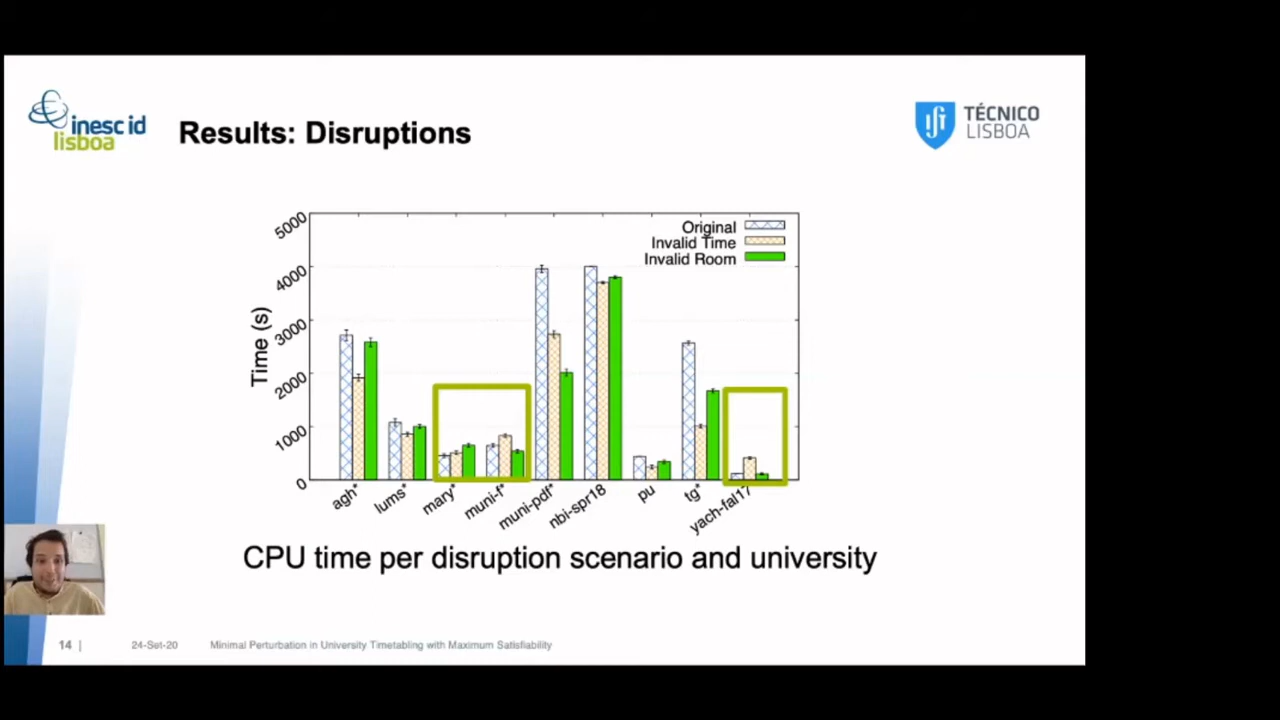 inesc id
lisboa
Results: Disruptions
TÉCNICO
LISBOA
5000
4000
3000
2000
1000
0
Time (s)
Original
Invalid Time
Invalid Room
agh*
lums*
mary*
muni-f*
muni-pdf*
nbi-spr18
pu
tg*
yach-fal17
CPU time per disruption scenario and university
14 |
24-Set-20
Minimal Perturbation in University Timetabling with Maximum Satisfiability